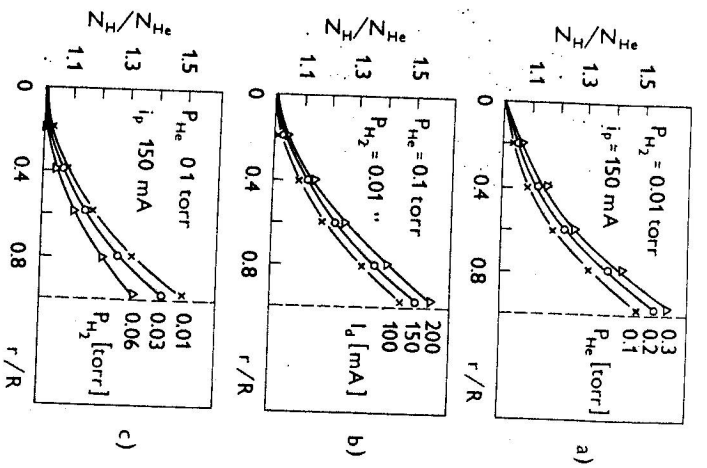 N_H/N_He
1.5
1.3
1.1
0
0.4
0.8
r/R
P_H2 = 0.01 torr
i_p = 150 mA
0.3
0.2
0.1
P_He [torr]
a)
N_H/N_He
1.5
1.3
1.1
0
0.4
0.8
r/R
P_He = 0.1 torr
P_H2 = 0.01 "
200
150
100
I_d [mA]
b)
N_H/N_He
1.5
1.3
1.1
0
0.4
0.8
r/R
P_He 01 torr
i_p 150 mA
0.01
0.03
0.06
P_H2 [torr]
c)